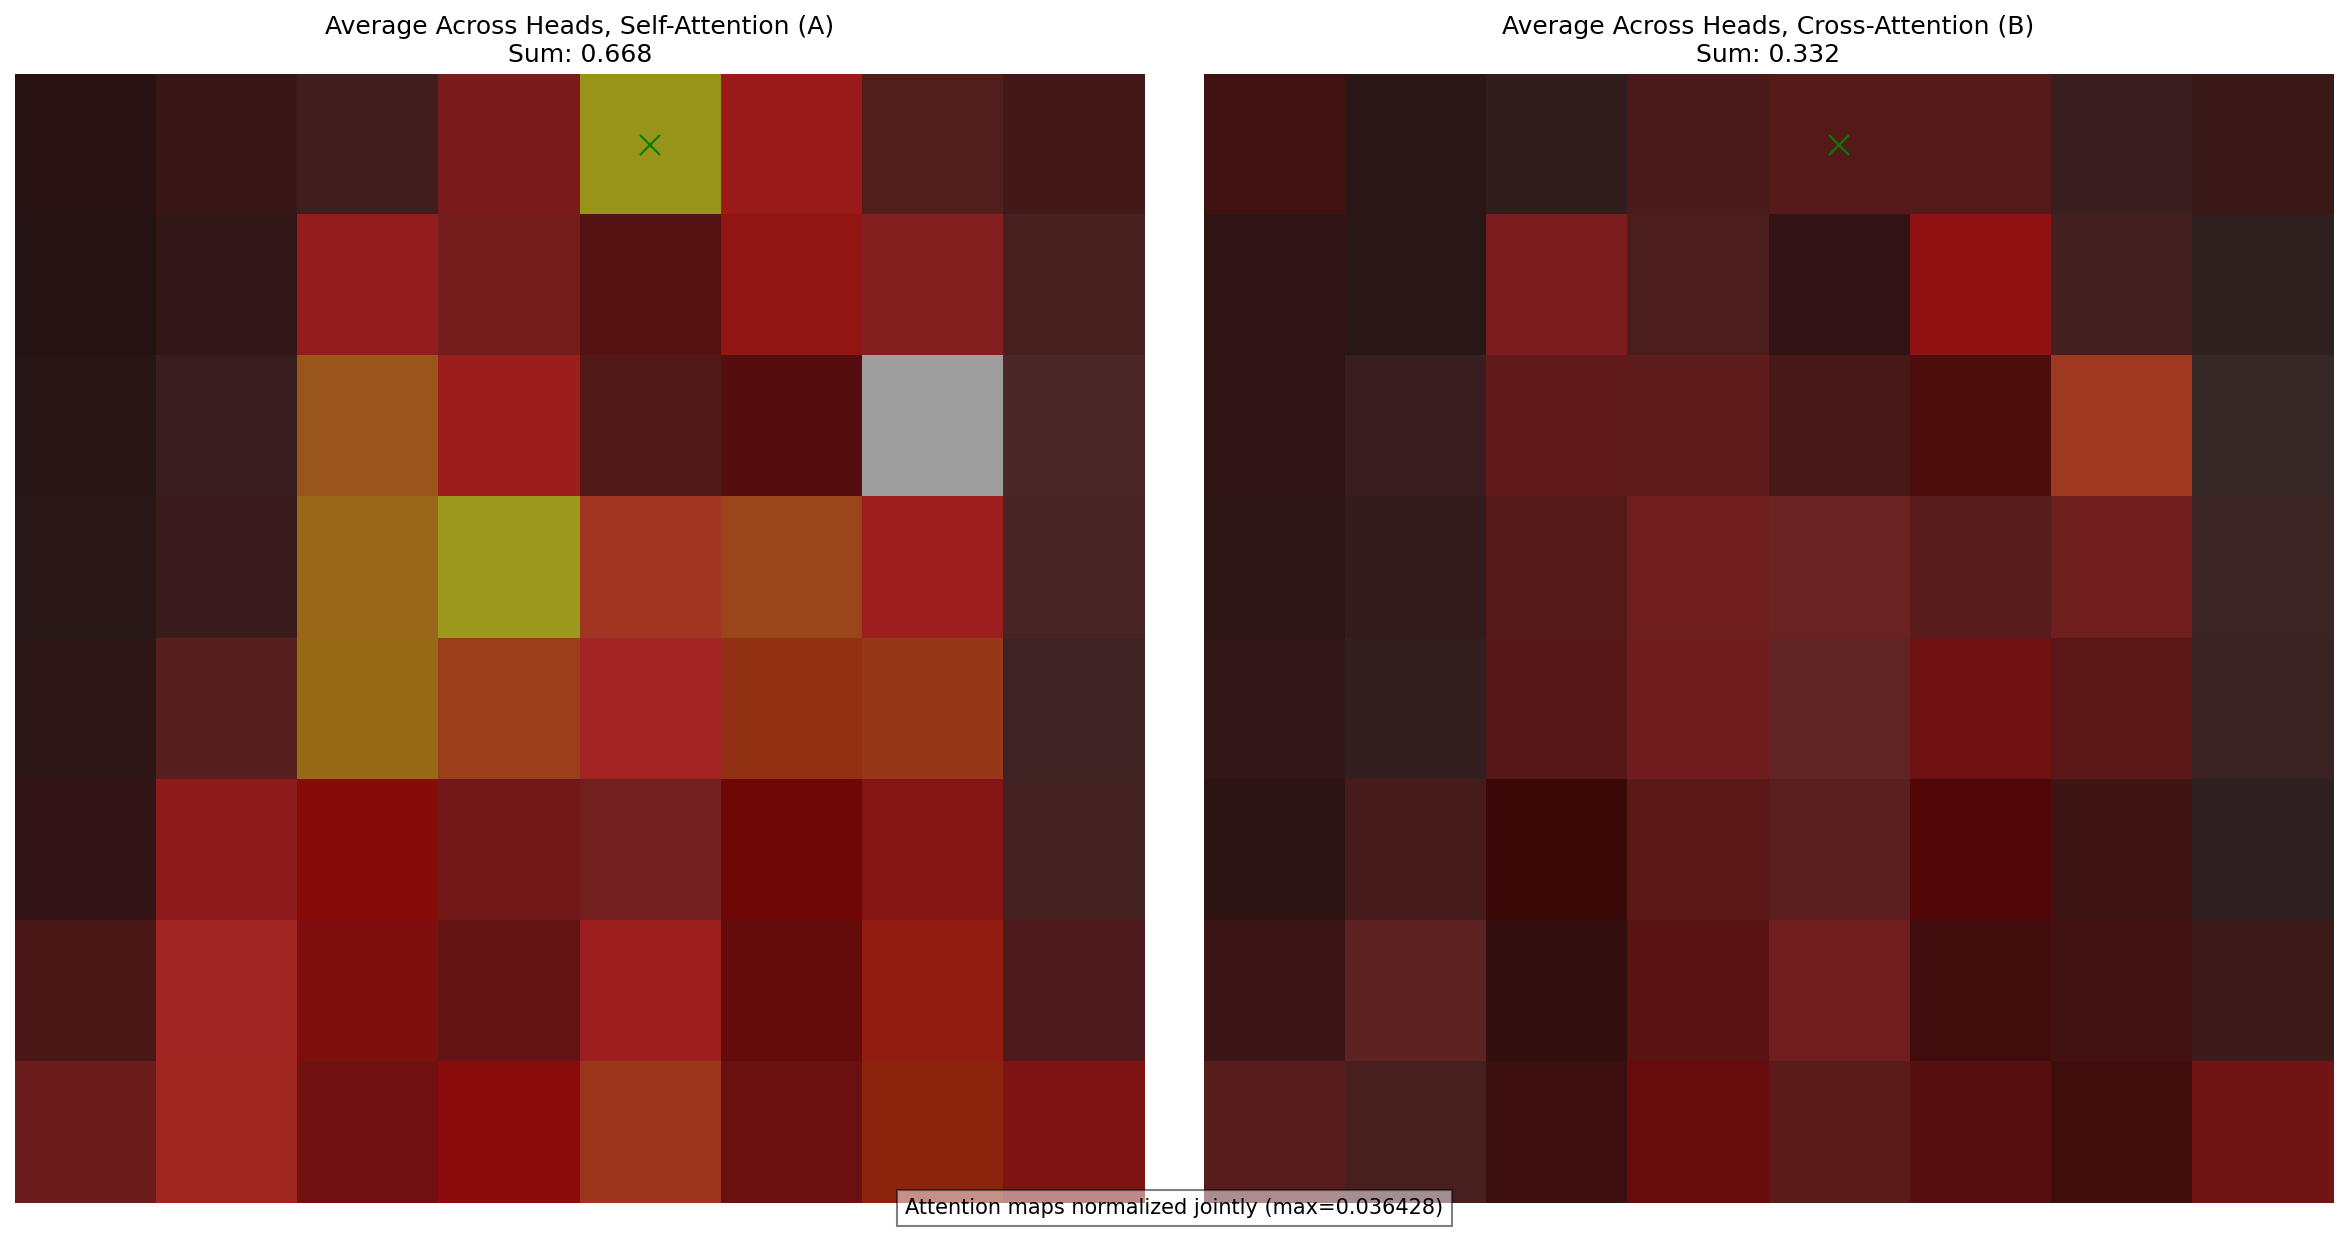 Average Across Heads, Self-Attention (A)
Sum: 0.668
Average Across Heads, Cross-Attention (B)
Sum: 0.332
Attention maps normalized jointly (max=0.036428)